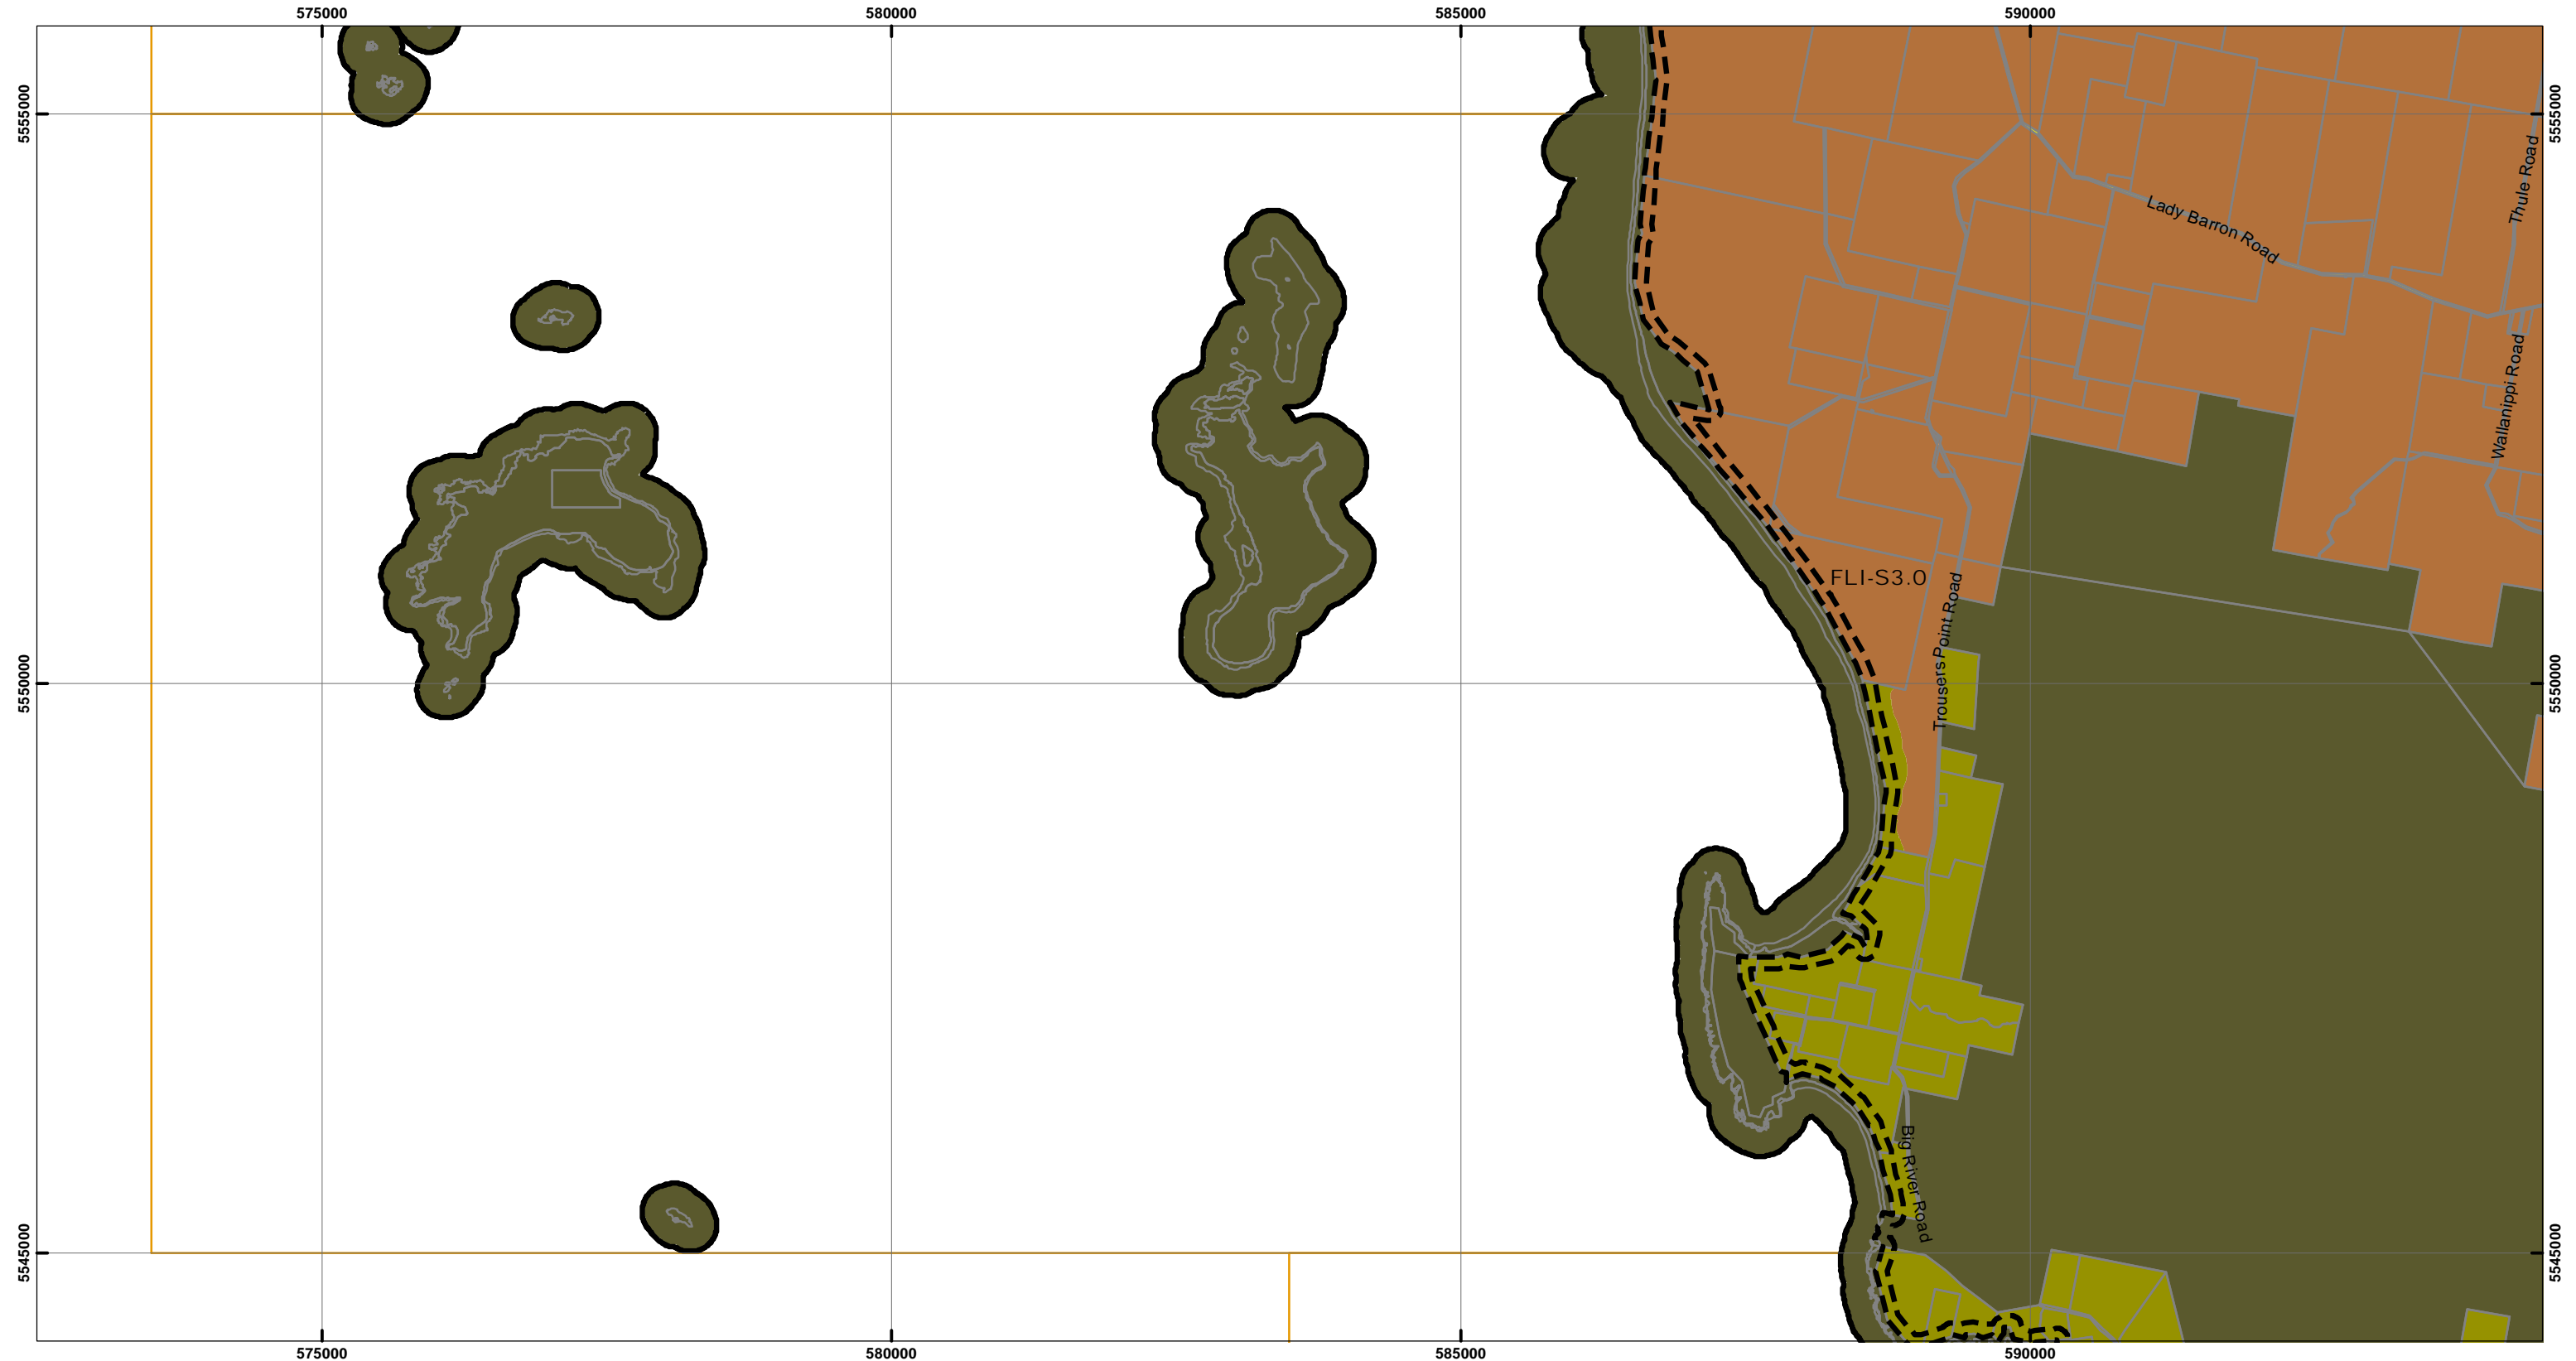 575000 580000 585000 590000
5555000 5555000
Thule Road
Lady Barron Road
Wallanippi Road
FLI-S3.0
Trousers Point Road
5550000 5550000
Big River Road
5545000 5545000
575000 580000 585000 590000